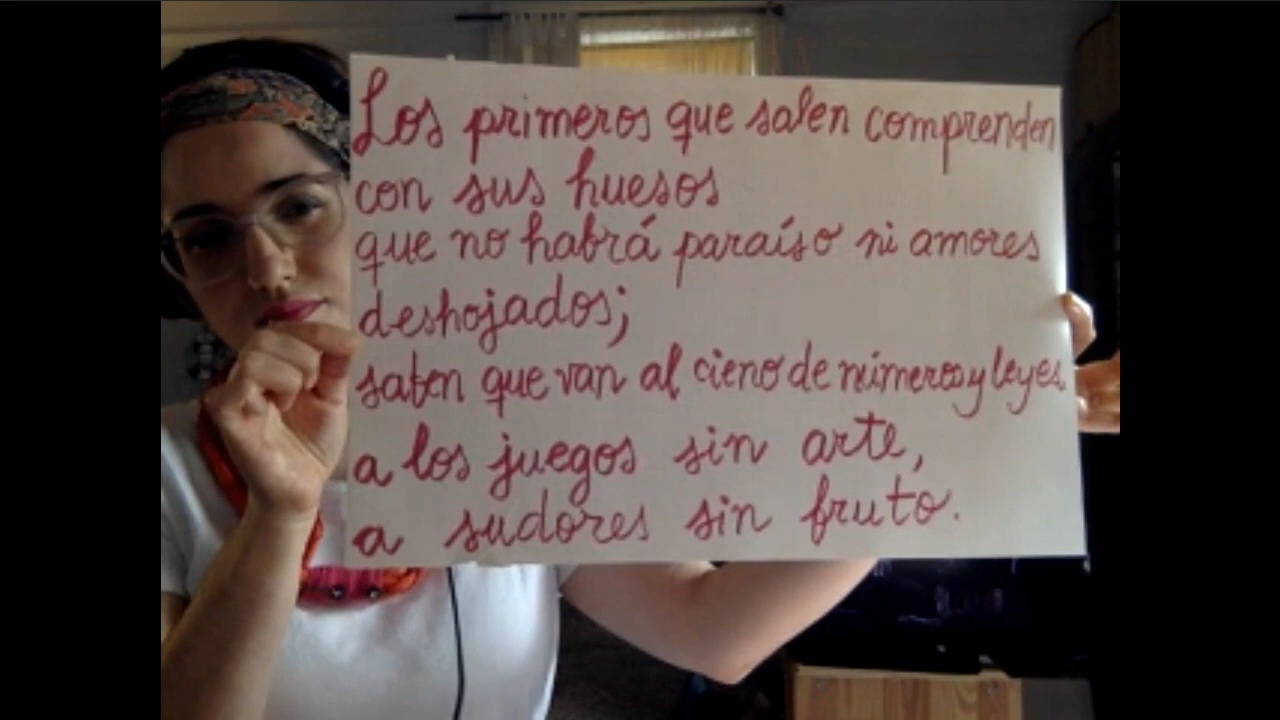 Los primeros que salen comprenden
con sus huesos
que no habrá paraíso ni amores
deshojados;
saben que van al cieno de números y leyes
a los juegos sin arte,
a sudores sin fruto.